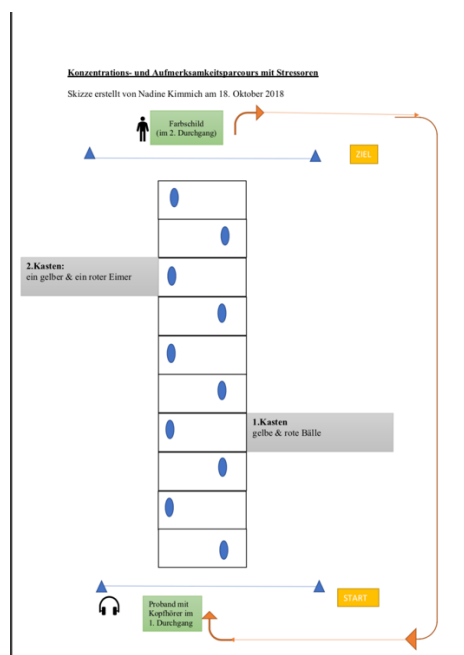 Konzentrations- und Aufmerksamkeitsparcours mit Stressoren
Skizze erstellt von Nadine Kimmich am 18. Oktober 2018
Farbschild
(im 2. Durchgang)
ZIEL
2.Kasten:
ein gelber & ein roter Eimer
1.Kasten
gelbe & rote Bälle
START
Proband mit
Kopfhörer im
1. Durchgang